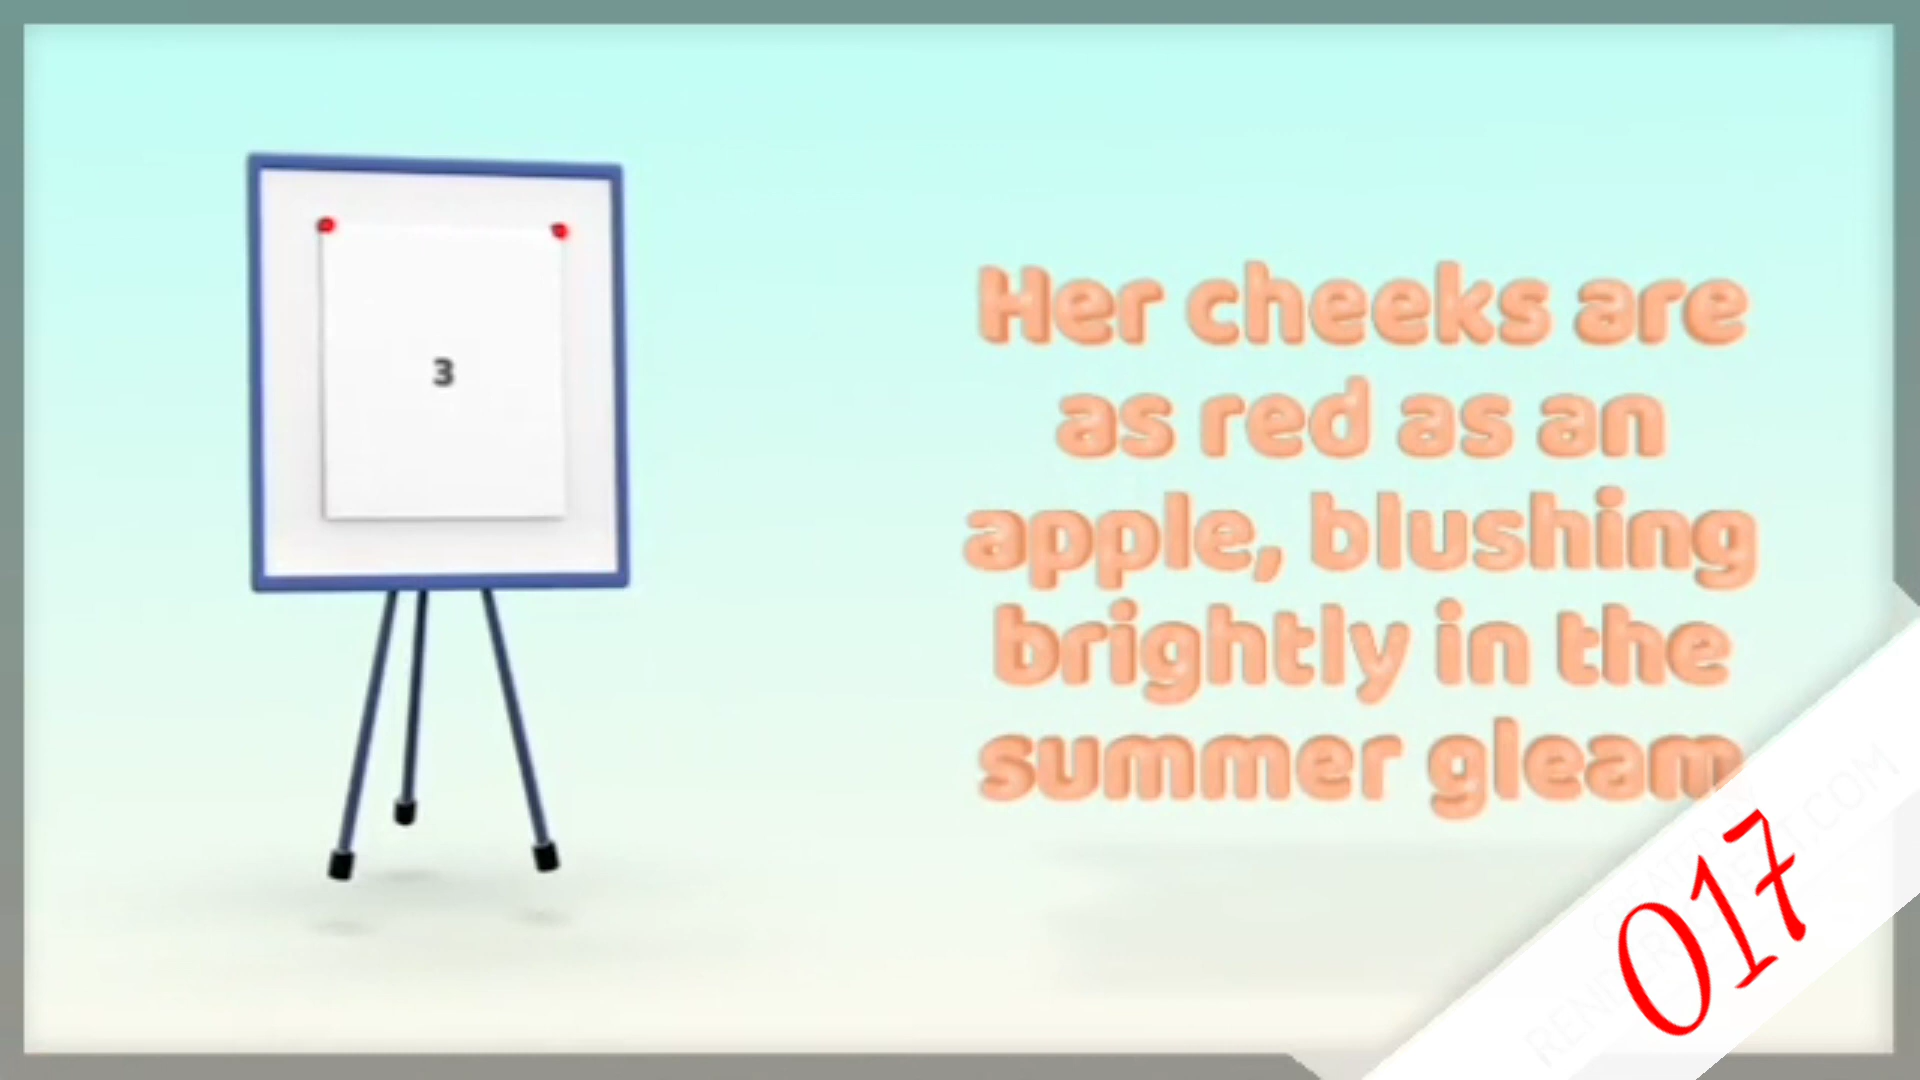 3
Her cheeks are
as red as an
apple, blushing
brightly in the
summer gleam
017